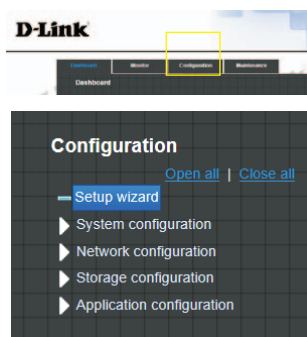 D-Link
Dashboard Monitor Configuration Maintenance
Dashboard
Configuration
Open all | Close all
Setup wizard
System configuration
Network configuration
Storage configuration
Application configuration